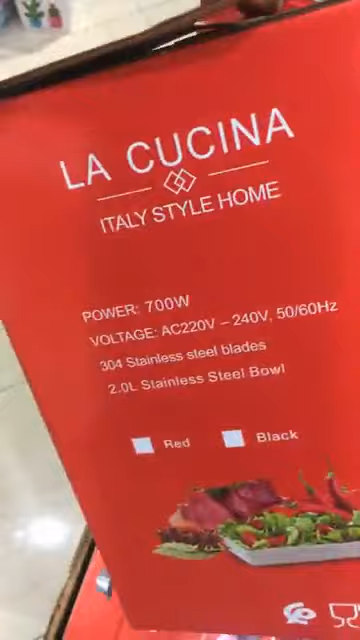 LA CUCINA
ITALY STYLE HOME
POWER: 700W
VOLTAGE: AC220V – 240V, 50/60Hz
304 Stainless steel blades
2.0L Stainless Steel Bowl
Red
Black